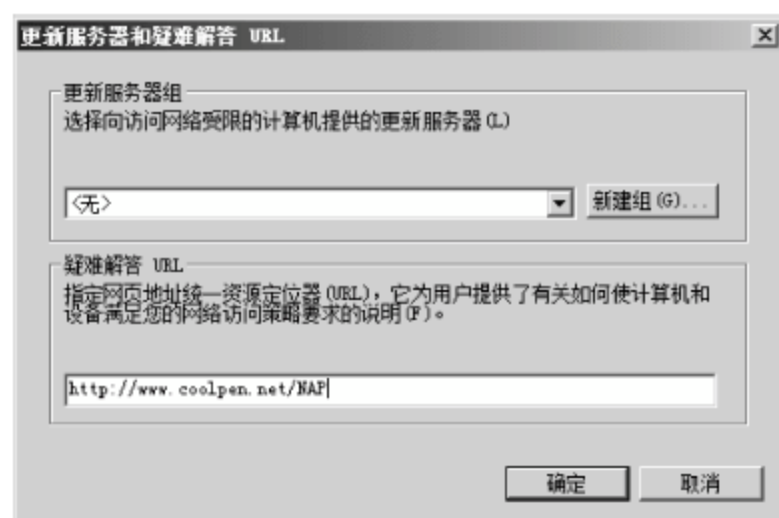 更新服务器和疑难解答 URL
更新服务器组
选择向访问网络受限的计算机提供的更新服务器(L)
<无>
新建组(G)...
疑难解答 URL
指定网页地址统一资源定位器(URL)，它为用户提供了有关如何使计算机和
设备满足您的网络访问策略要求的说明(F)。
http://www.coolpen.net/NAP
确定
取消